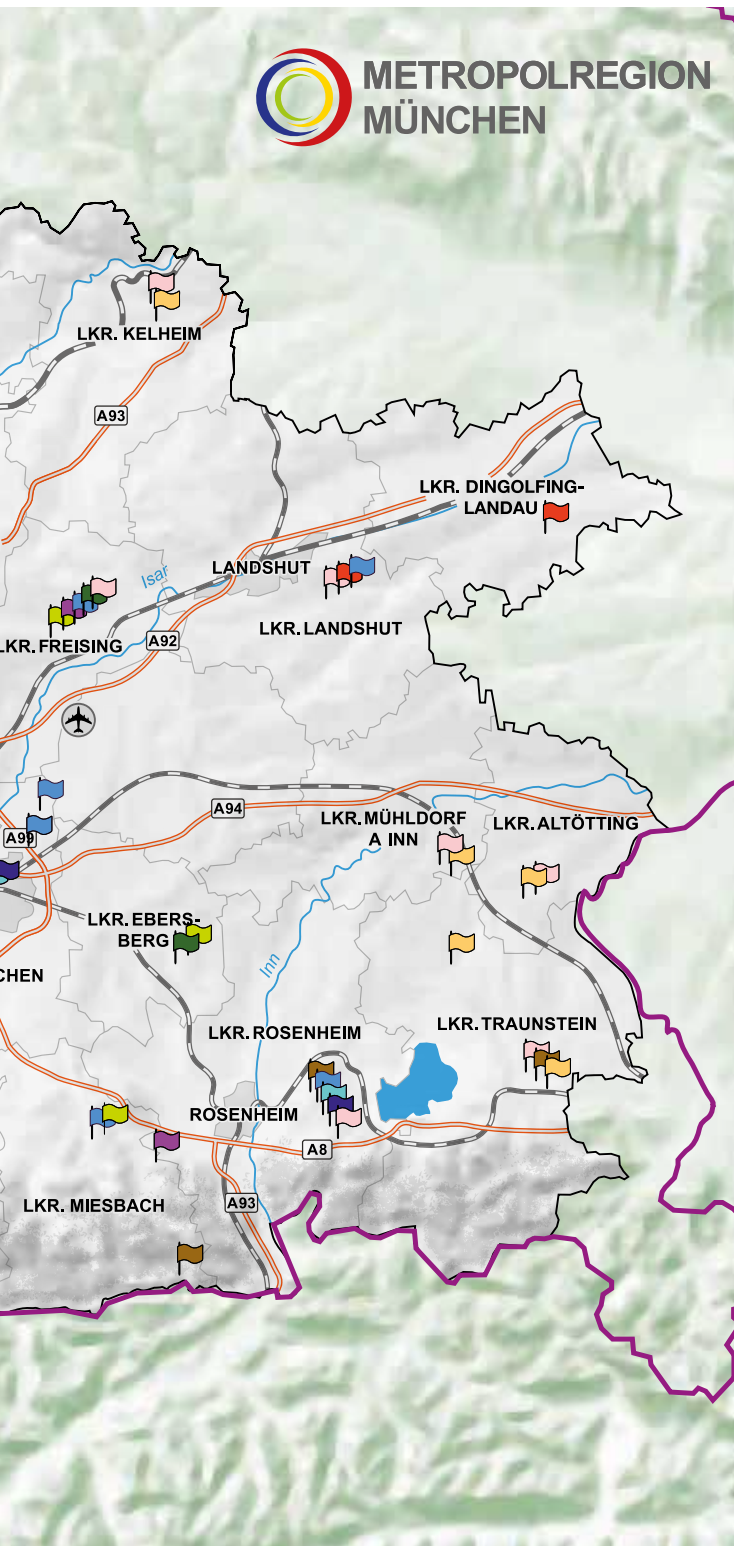 METROPOLREGION
MÜNCHEN
LKR. KELHEIM
A93
LKR. DINGOLFING-
LANDAU
LANDSHUT
Isar
LKR. LANDSHUT
LKR. FREISING
A92
A94
A99
LKR. MÜHLDORF
A INN
LKR. ALTÖTTING
LKR. EBERS-
BERG
Inn
CHEN
LKR. ROSENHEIM
LKR. TRAUNSTEIN
ROSENHEIM
A8
LKR. MIESBACH
A93